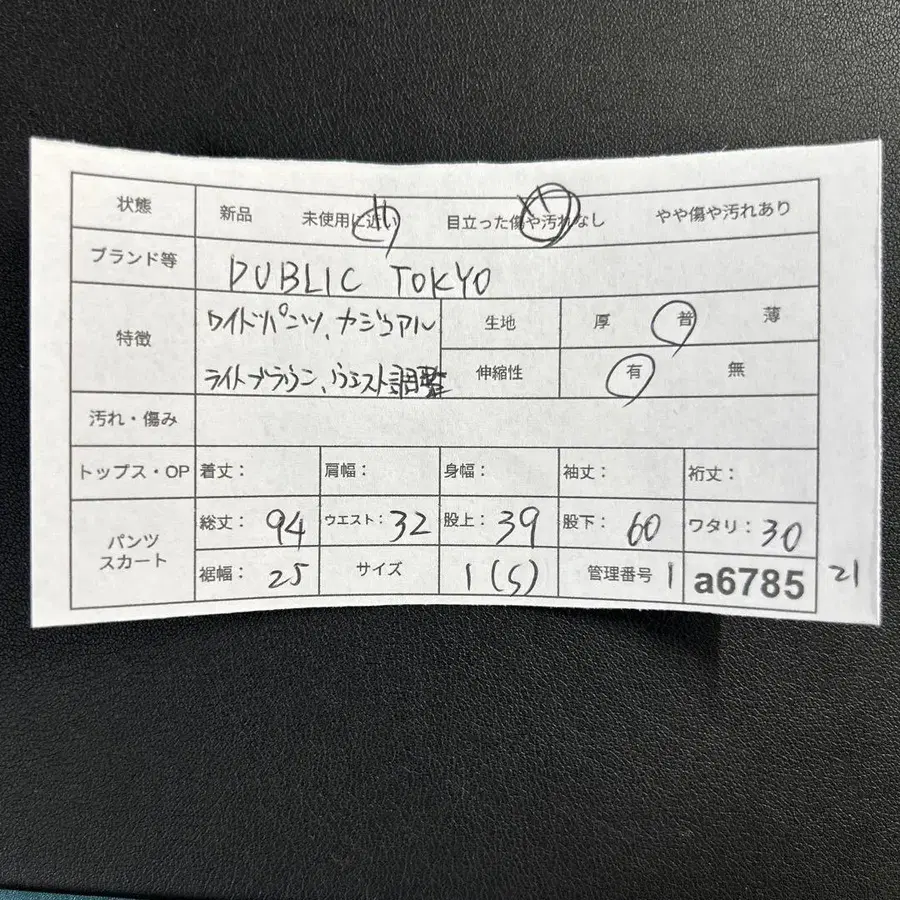 状態 新品 未使用に近い 目立った傷や汚れなし やや傷や汚れあり
ブランド等 PUBLIC TOKYO
特徴 ワイドパンツ、カジュアル 生地 厚 普 薄
ライトブラウン、ウエスト調整 伸縮性 有 無
汚れ・傷み
トップス・OP 着丈: 肩幅: 身幅: 袖丈: 裄丈:
パンツ スカート 総丈: 94 ウエスト: 32 股上: 39 股下: 60 ワタリ: 30
裾幅: 25 サイズ 1(S) 管理番号 1 a6785 21